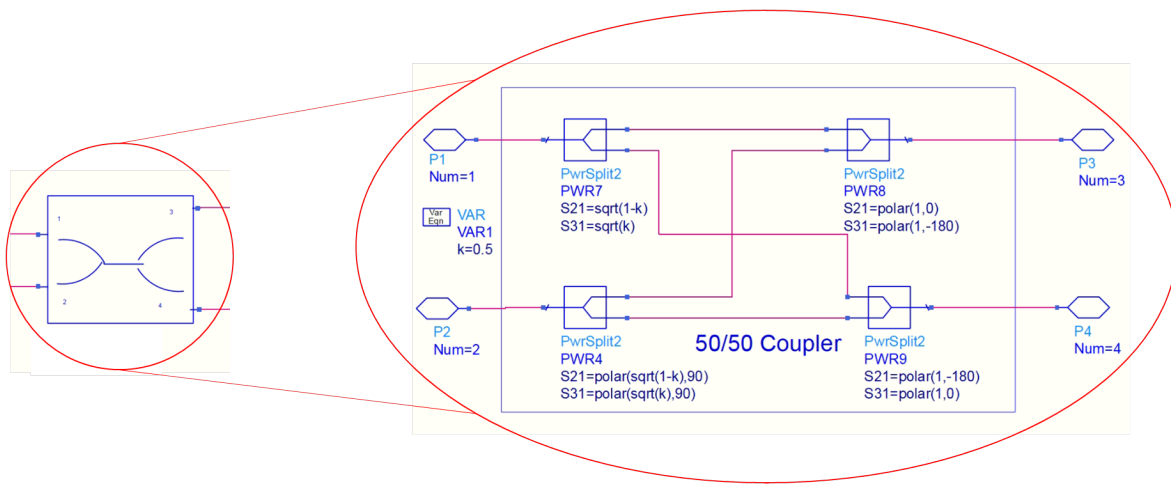 1
2
3
4
P1
Num=1
Var
Eqn
VAR
VAR1
k=0.5
P2
Num=2
PwrSplit2
PWR7
S21=sqrt(1-k)
S31=sqrt(k)
PwrSplit2
PWR4
S21=polar(sqrt(1-k),90)
S31=polar(sqrt(k),90)
50/50 Coupler
PwrSplit2
PWR8
S21=polar(1,0)
S31=polar(1,-180)
PwrSplit2
PWR9
S21=polar(1,-180)
S31=polar(1,0)
P3
Num=3
P4
Num=4